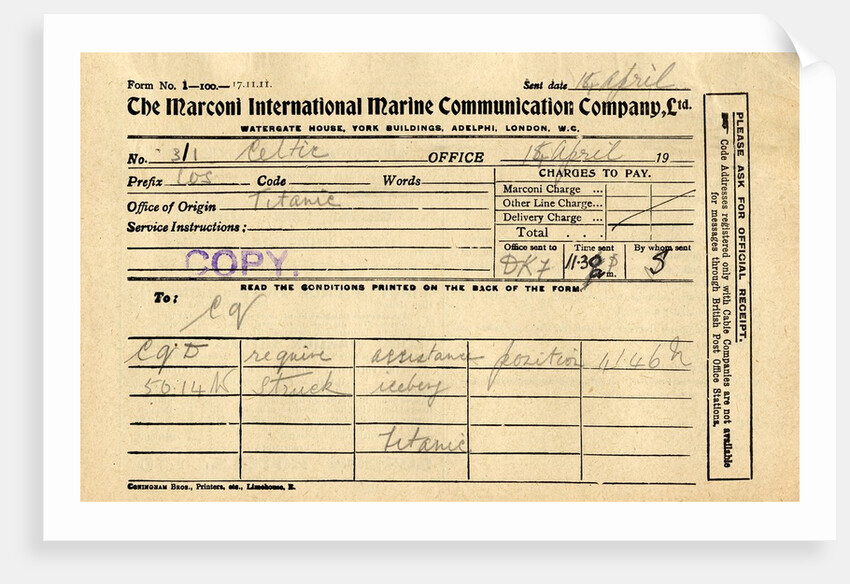 Form No. 1—100.—17.11.11. Sent date 15 April
The Marconi International Marine Communication Company, Ltd.
WATERGATE HOUSE, YORK BUILDINGS, ADELPHI, LONDON, W.C.
No. 3/1 Celtic OFFICE 15 April 19
Prefix Code Words
Office of Origin Titanic
Service Instructions:
COPY.
CHARGES TO PAY.
Marconi Charge ...
Other Line Charge...
Delivery Charge ...
Total . . .
Office sent to Time sent By whom sent
DKF 11.30 m. S
READ THE CONDITIONS PRINTED ON THE BACK OF THE FORM.
To:
Cq
CqD require assistance position 41.46 N
50.14 W Struck iceberg
Titanic
CONINGHAM BROS., Printers, etc., Limehouse, E.
PLEASE ASK FOR OFFICIAL RECEIPT.
Code Addresses registered only with Cable Companies are not available
for messages through British Post Office Stations.